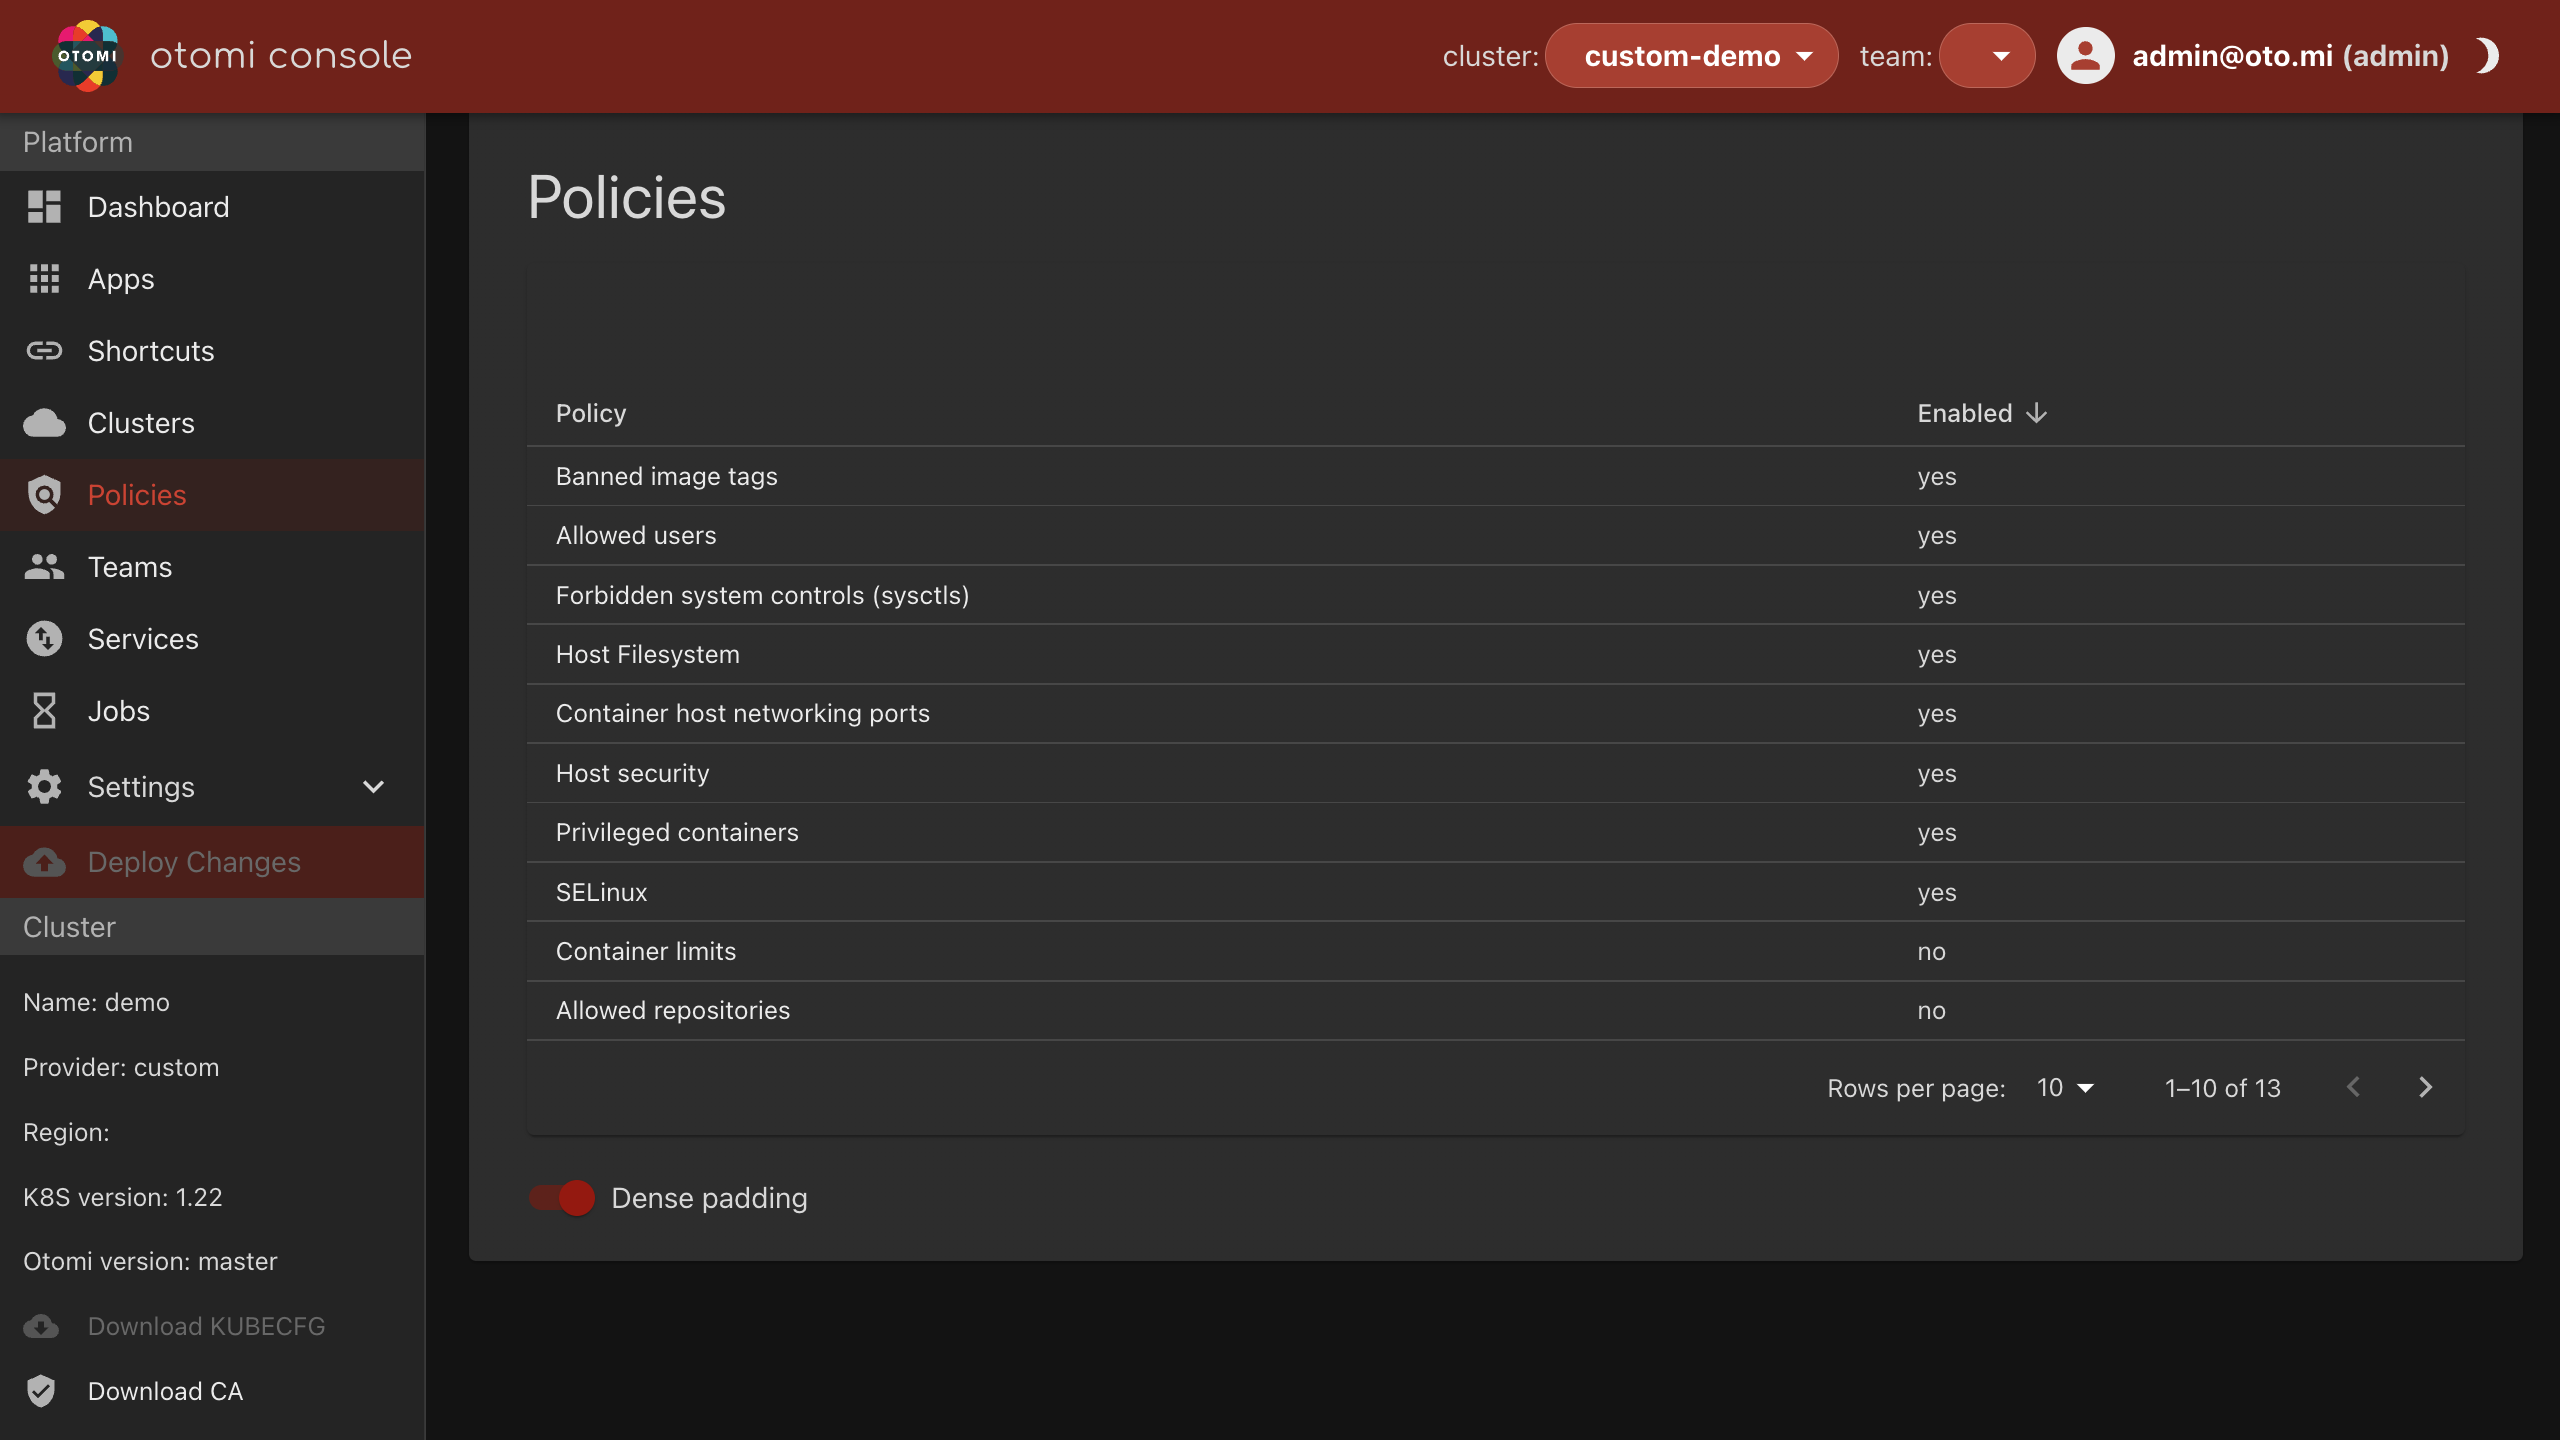 OTOMI otomi console cluster: custom-demo team: admin@oto.mi (admin)
Platform
Dashboard
Apps
Shortcuts
Clusters
Policies
Teams
Services
Jobs
Settings
Deploy Changes
Cluster
Name: demo
Provider: custom
Region:
K8S version: 1.22
Otomi version: master
Download KUBECFG
Download CA
Policies
Policy Enabled
Banned image tags yes
Allowed users yes
Forbidden system controls (sysctls) yes
Host Filesystem yes
Container host networking ports yes
Host security yes
Privileged containers yes
SELinux yes
Container limits no
Allowed repositories no
Rows per page: 10 1–10 of 13
Dense padding